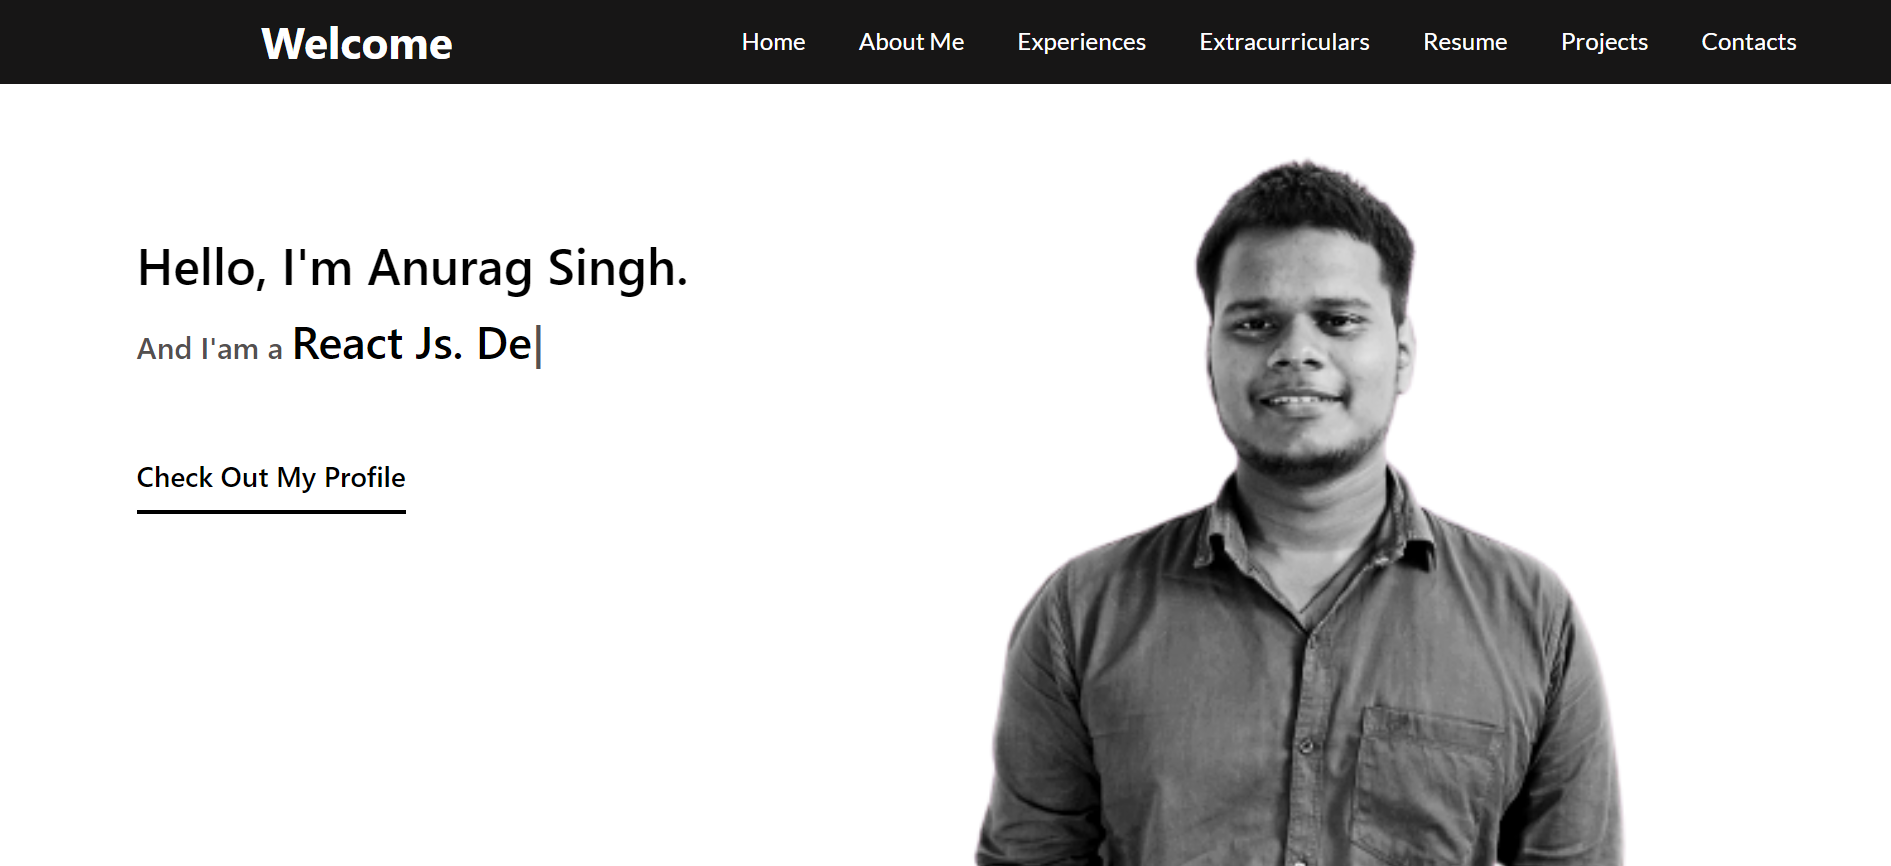 Welcome Home About Me Experiences Extracurriculars Resume Projects Contacts
Hello, I'm Anurag Singh.
And I'am a React Js. De|
Check Out My Profile